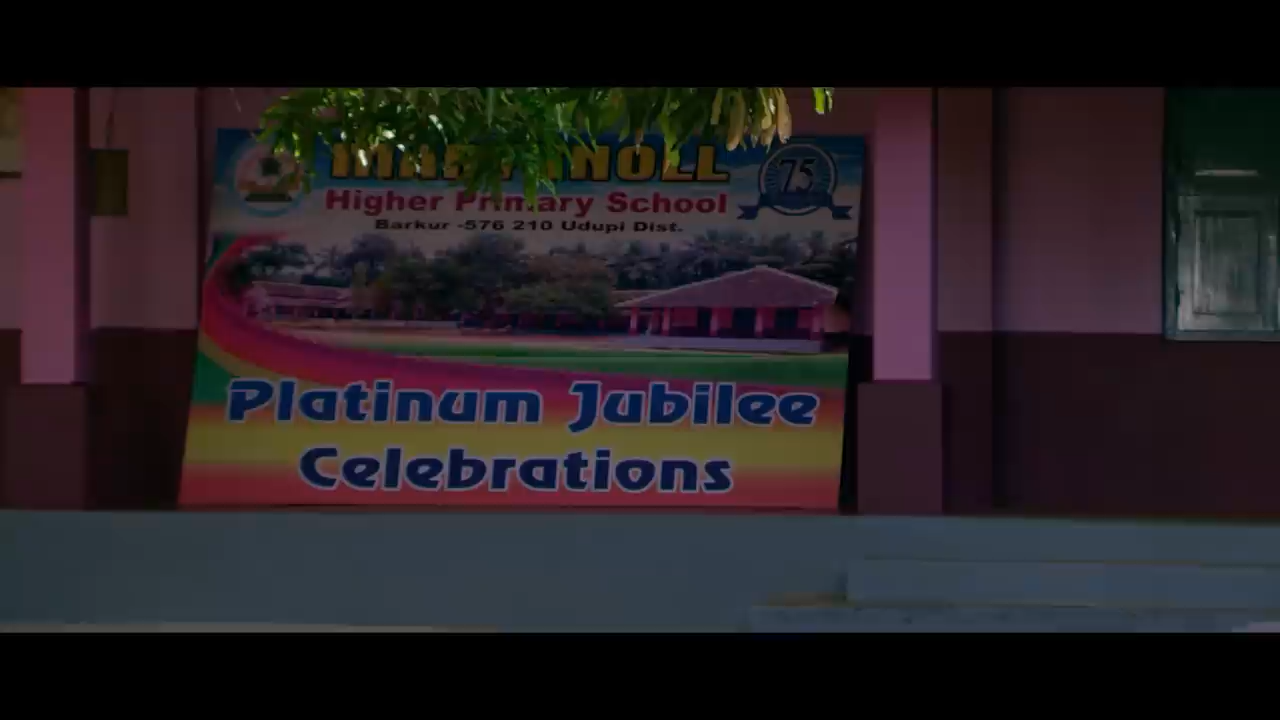 75
Higher Primary School
Barkur -576 210 Udupi Dist.
Platinum Jubilee
Celebrations